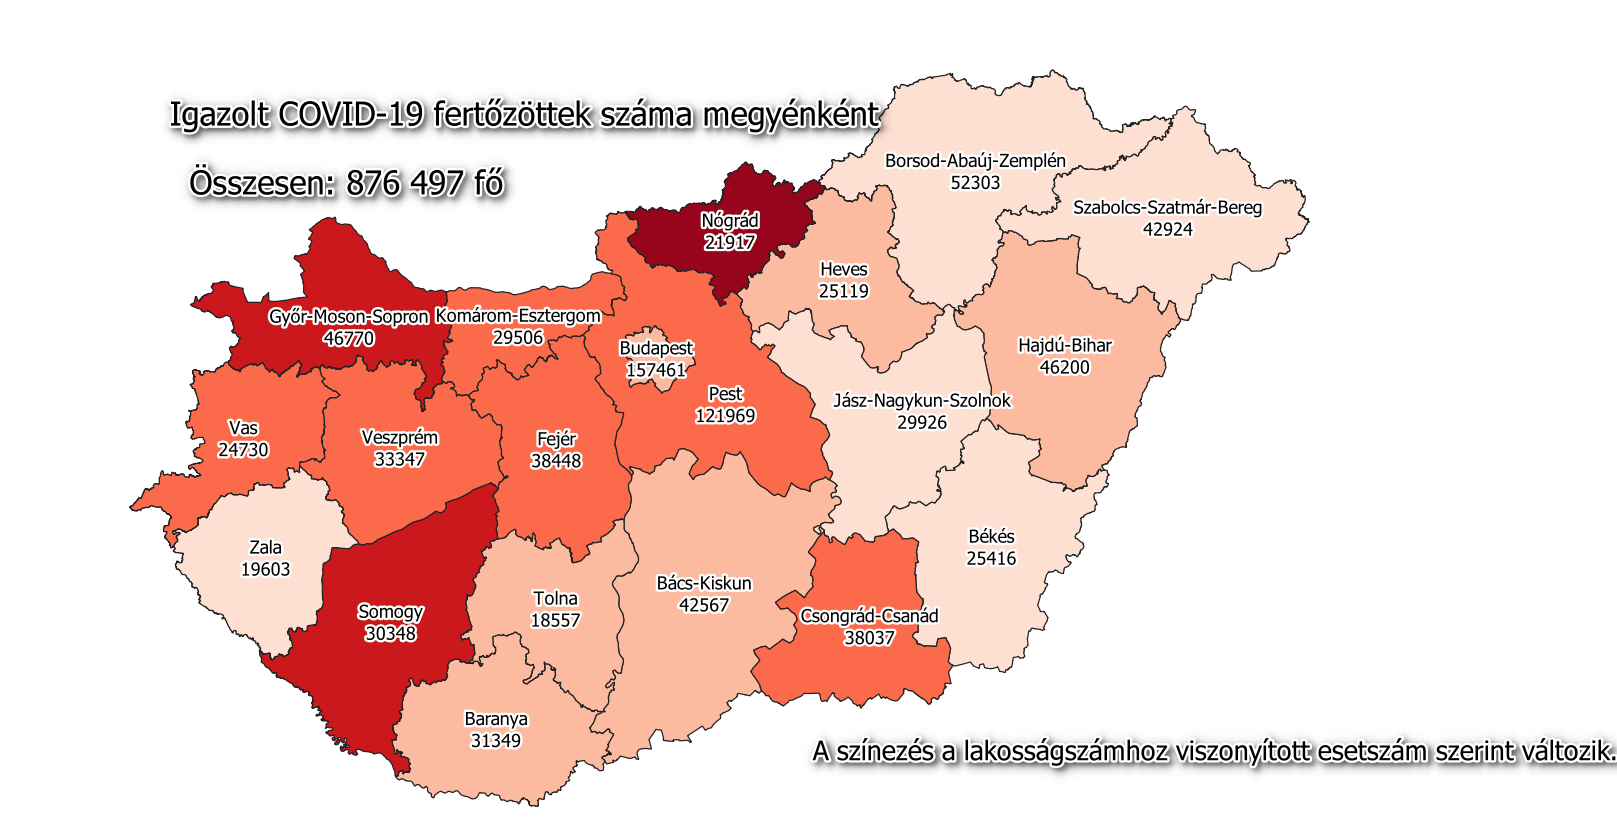 Igazolt COVID-19 fertőzöttek száma megyénként
Összesen: 876 497 fő
Borsod-Abaúj-Zemplén
52303
Szabolcs-Szatmár-Bereg
42924
Nógrád
21917
Heves
25119
Győr-Moson-Sopron
46770
Komárom-Esztergom
29506
Budapest
157461
Hajdú-Bihar
46200
Pest
121969
Jász-Nagykun-Szolnok
29926
Vas
24730
Veszprém
33347
Fejér
38448
Zala
19603
Békés
25416
Somogy
30348
Tolna
18557
Bács-Kiskun
42567
Csongrád-Csanád
38037
Baranya
31349
A színezés a lakosságszámhoz viszonyított esetszám szerint változik.